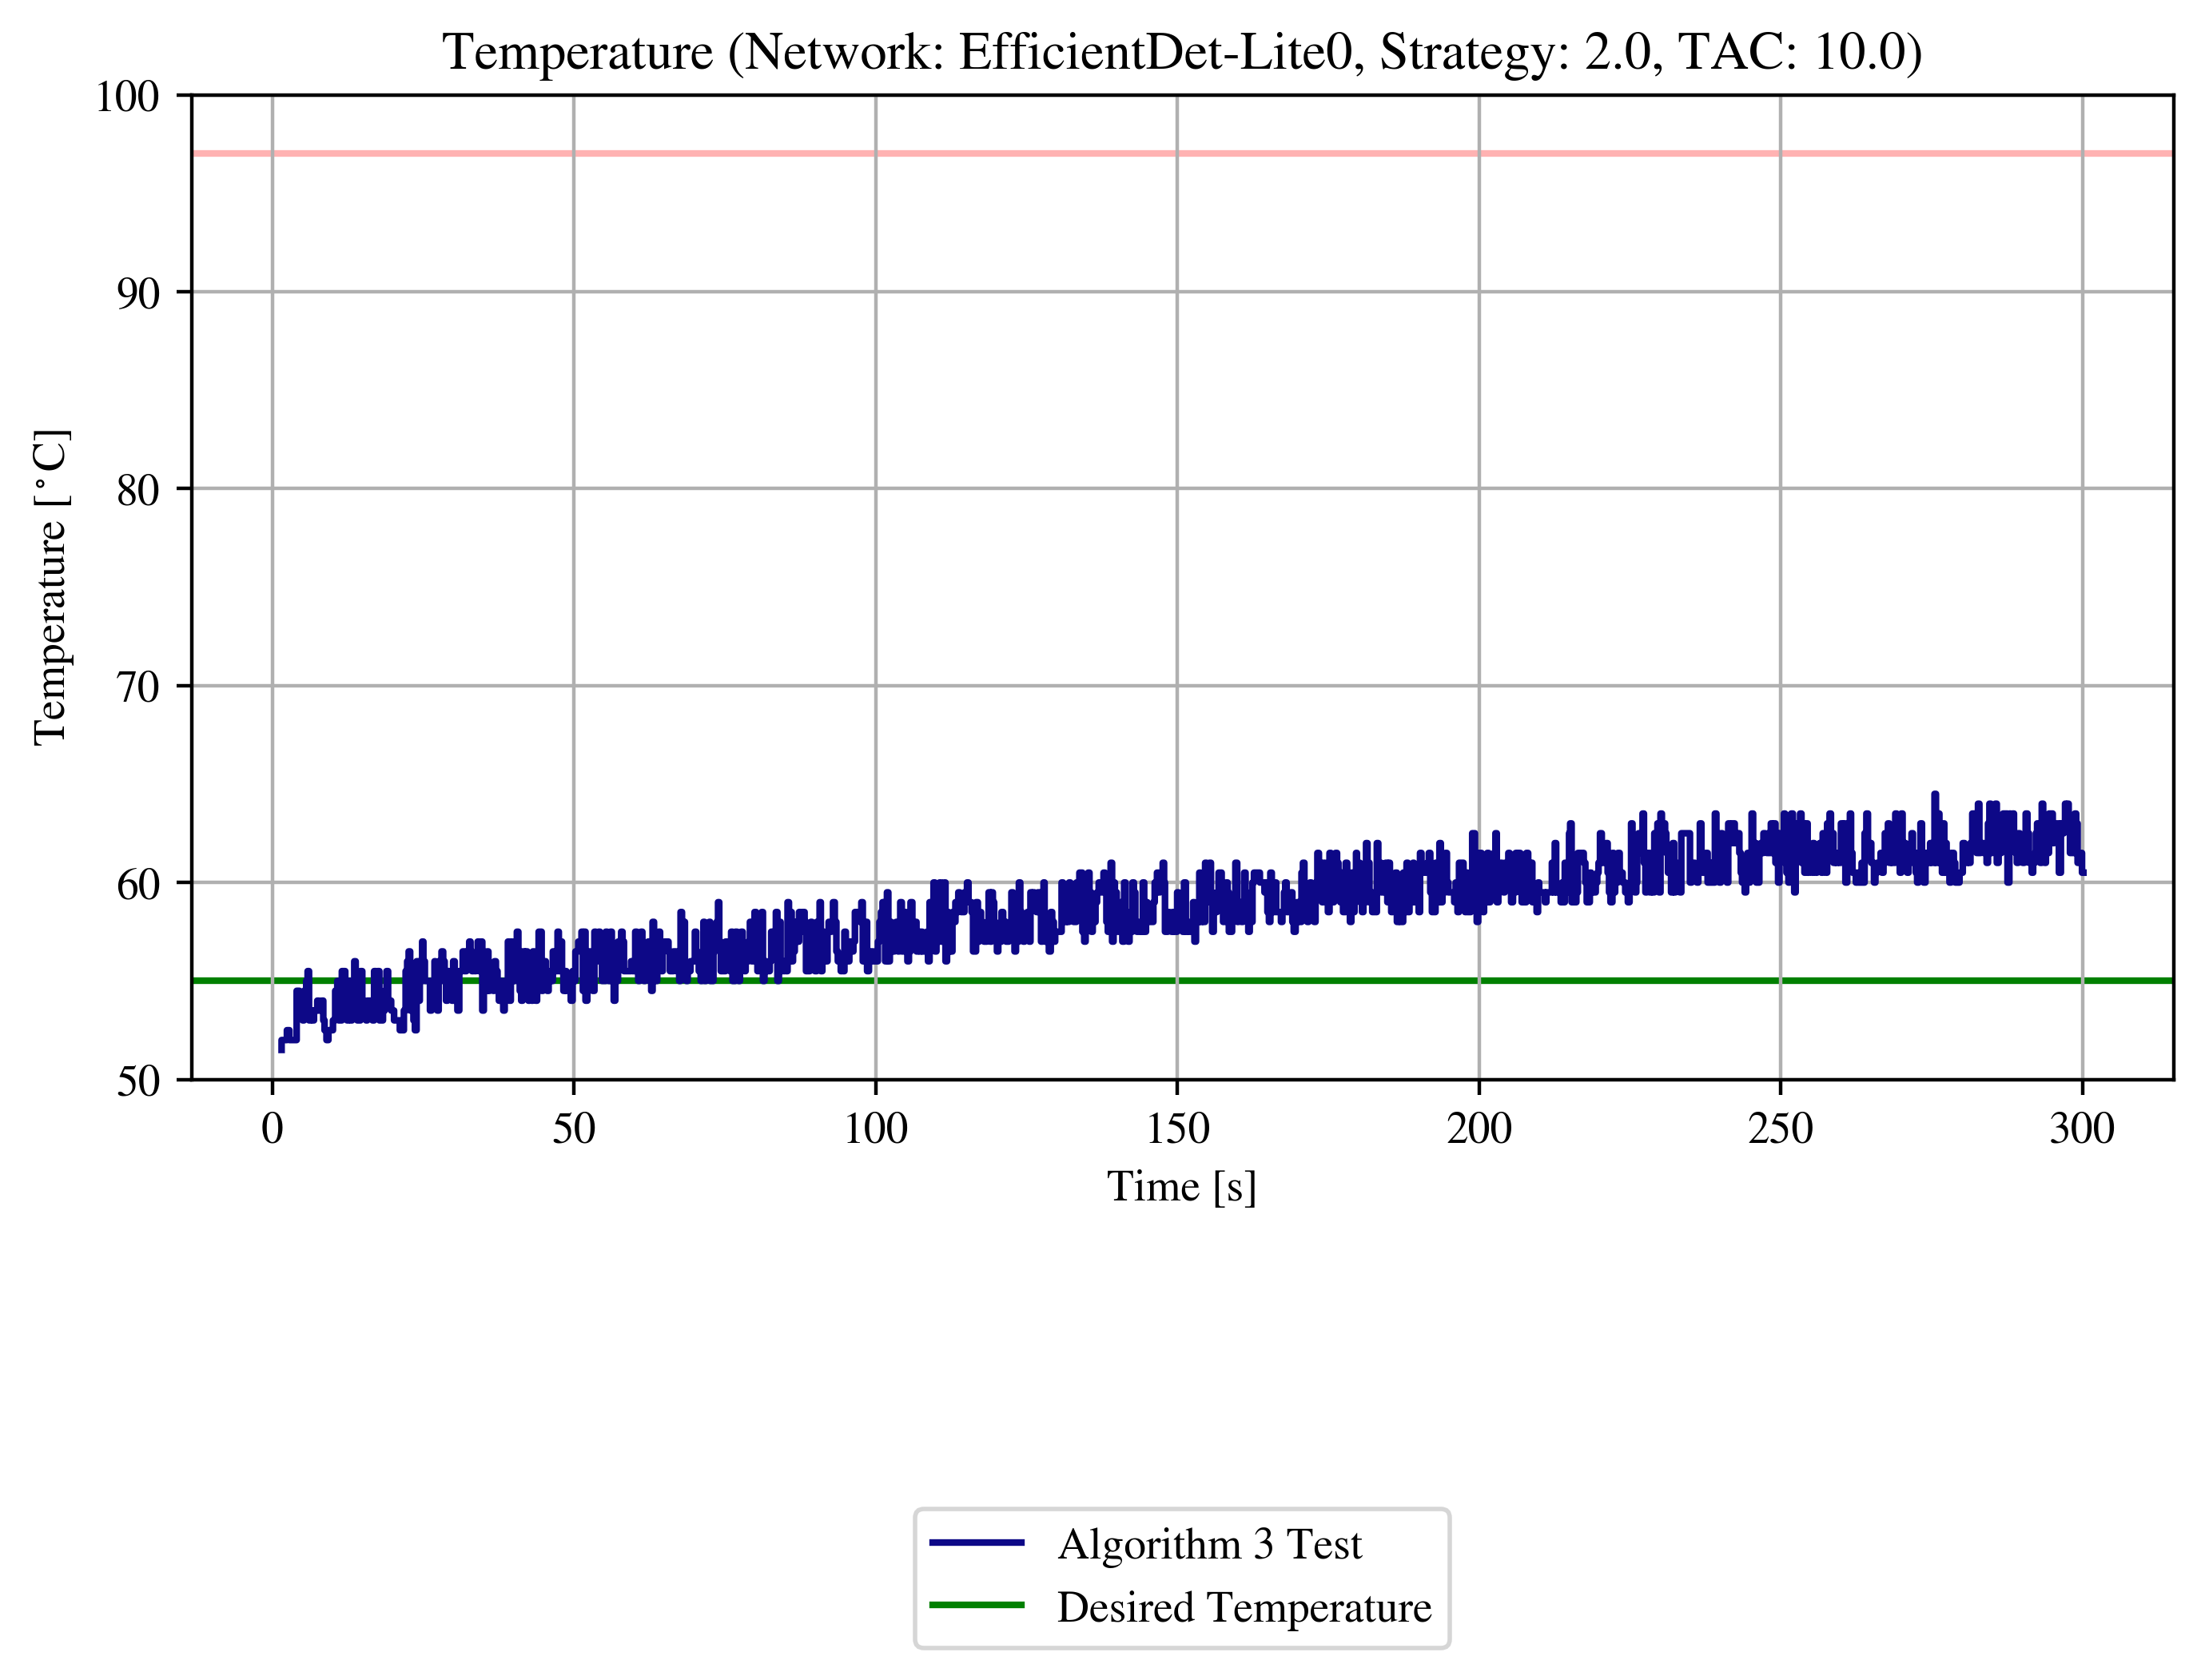 Temperature (Network: EfficientDet-Lite0, Strategy: 2.0, TAC: 10.0)
100
90
80
70
60
50
Temperature [°C]
0 50 100 150 200 250 300
Time [s]
Algorithm 3 Test
Desired Temperature